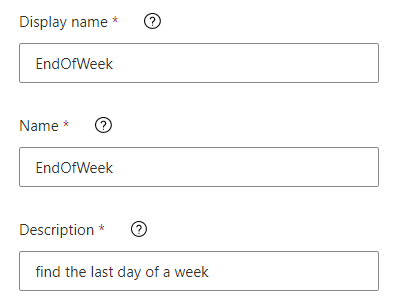 Display name *
EndOfWeek
Name *
EndOfWeek
Description *
find the last day of a week